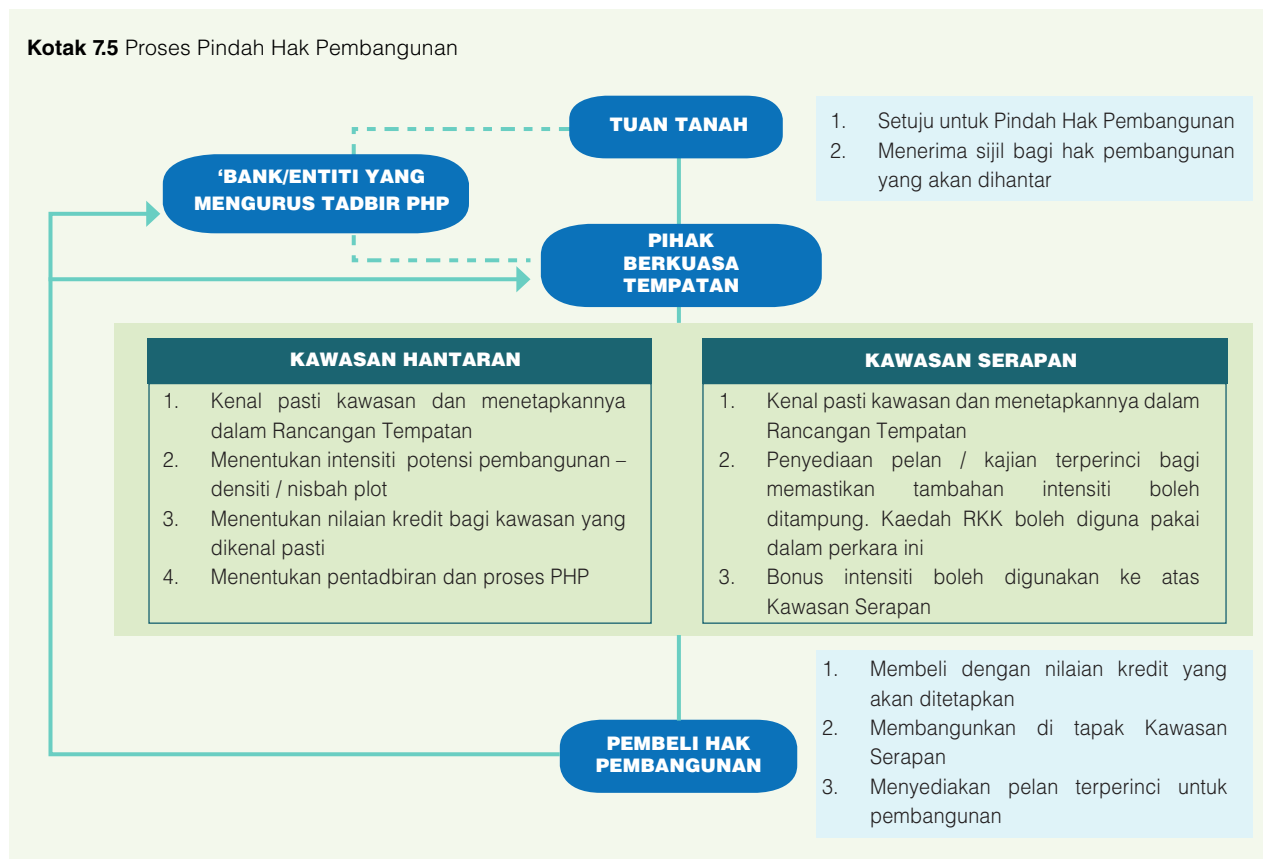 Kotak 7.5 Proses Pindah Hak Pembangunan
TUAN TANAH
1. Setuju untuk Pindah Hak Pembangunan
2. Menerima sijil bagi hak pembangunan
yang akan dihantar
‘BANK/ENTITI YANG
MENGURUS TADBIR PHP
PIHAK
BERKUASA
TEMPATAN
KAWASAN HANTARAN
1. Kenal pasti kawasan dan menetapkannya
dalam Rancangan Tempatan
2. Menentukan intensiti potensi pembangunan –
densiti / nisbah plot
3. Menentukan nilaian kredit bagi kawasan yang
dikenal pasti
4. Menentukan pentadbiran dan proses PHP
KAWASAN SERAPAN
1. Kenal pasti kawasan dan menetapkannya dalam
Rancangan Tempatan
2. Penyediaan pelan / kajian terperinci bagi
memastikan tambahan intensiti boleh
ditampung. Kaedah RKK boleh diguna pakai
dalam perkara ini
3. Bonus intensiti boleh digunakan ke atas
Kawasan Serapan
PEMBELI HAK
PEMBANGUNAN
1. Membeli dengan nilaian kredit yang
akan ditetapkan
2. Membangunkan di tapak Kawasan
Serapan
3. Menyediakan pelan terperinci untuk
pembangunan